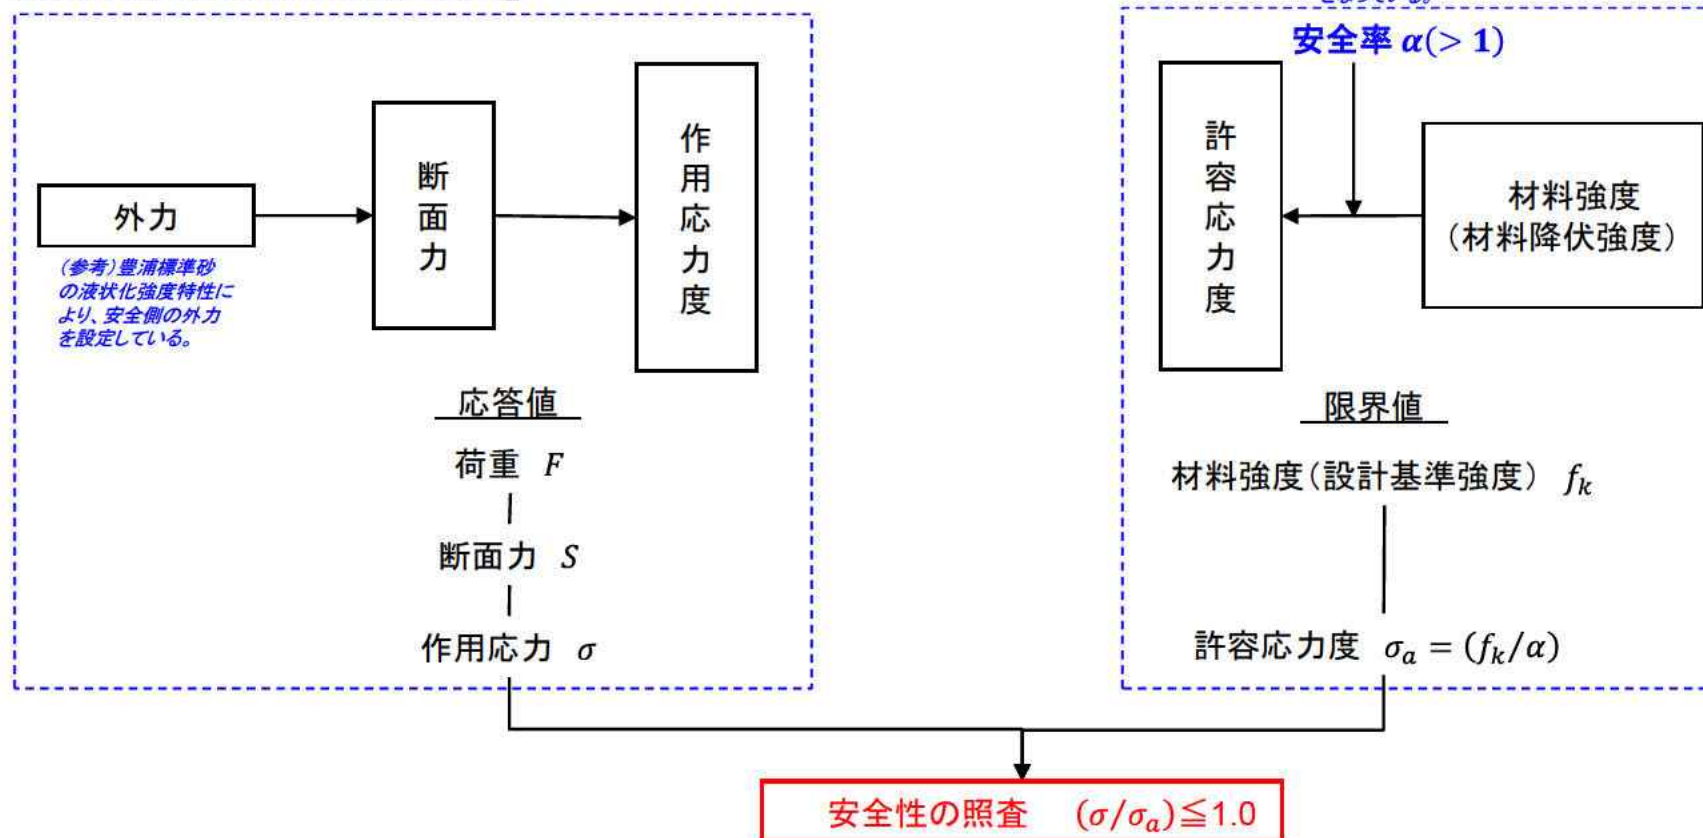 外力
(参考)豊浦標準砂
の液状化強度特性に
より、安全側の外力
を設定している。
断面力
作用応力度
応答値
荷重 F
断面力 S
作用応力 σ
安全率 α(> 1)
許容応力度
材料強度
(材料降伏強度)
限界値
材料強度(設計基準強度) f_k
許容応力度 σ_a = (f_k/α)
安全性の照査 (σ/σ_a)≦1.0